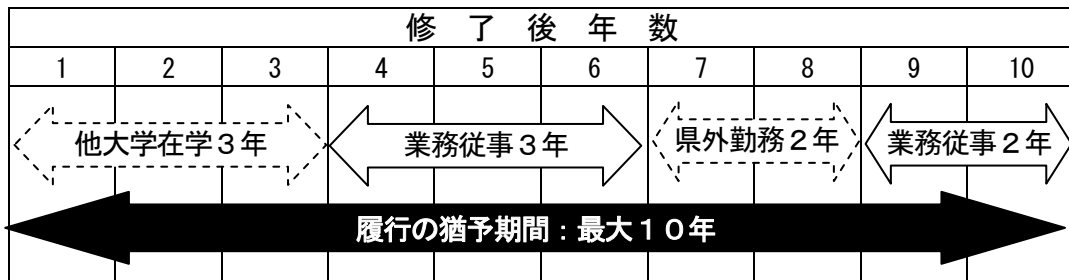 修 了 後 年 数
1 2 3 4 5 6 7 8 9 10
他大学在学３年 業務従事３年 県外勤務２年 業務従事２年
履行の猶予期間：最大１０年